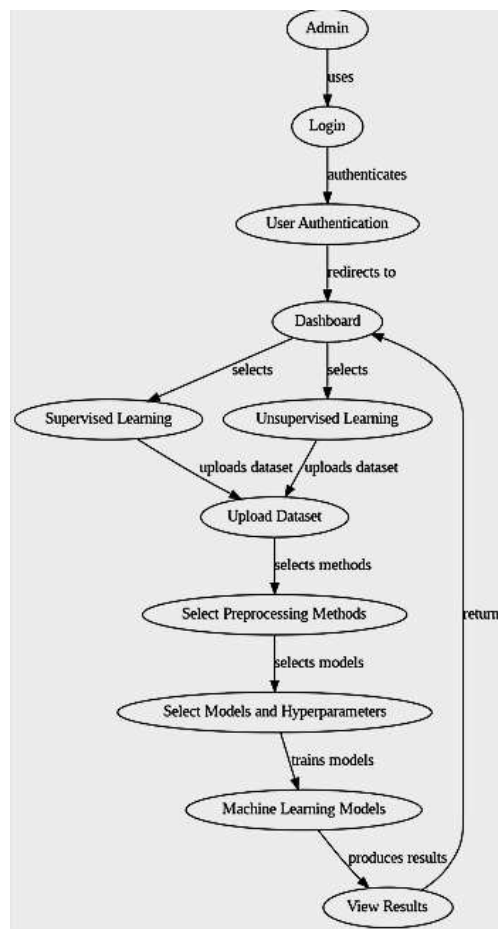 Admin
uses
Login
authenticates
User Authentication
redirects to
Dashboard
selects
selects
Supervised Learning
Unsupervised Learning
uploads dataset
uploads dataset
Upload Dataset
selects methods
Select Preprocessing Methods
return
selects models
Select Models and Hyperparameters
trains models
Machine Learning Models
produces results
View Results